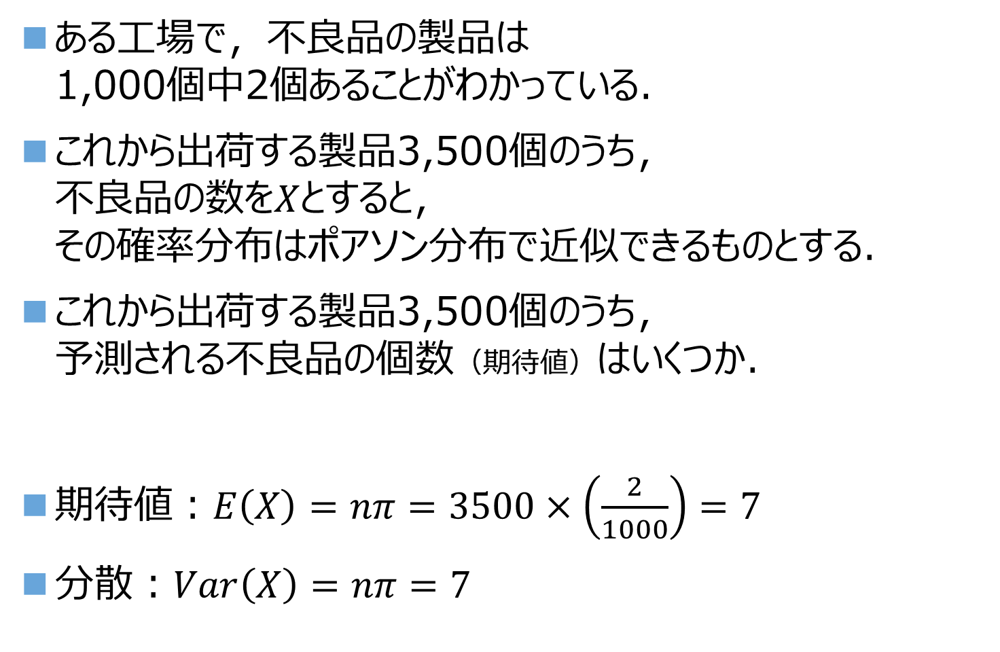 ■ある工場で，不良品の製品は
1,000個中2個あることがわかっている．
■これから出荷する製品3,500個のうち，
不良品の数をXとすると，
その確率分布はポアソン分布で近似できるものとする．
■これから出荷する製品3,500個のうち，
予測される不良品の個数（期待値）はいくつか．
■期待値：E(X) = nπ = 3500 × (2/1000) = 7
■分散：Var(X) = nπ = 7